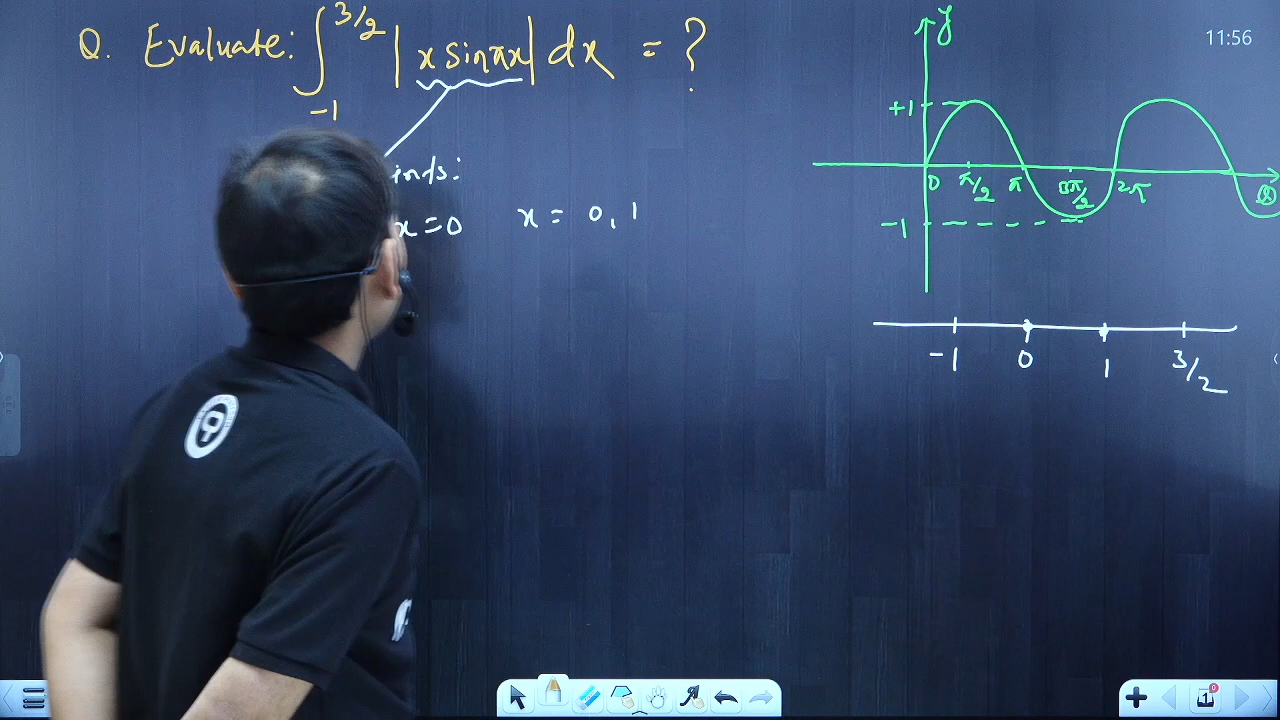 Q. Evaluate: ∫_{-1}^{3/2} | x sinπx | dx = ?
11:56
y
+1
0 π/2 π 3π/2 2π
-1
x=0 x = 0, 1
-1 0 1 3/2